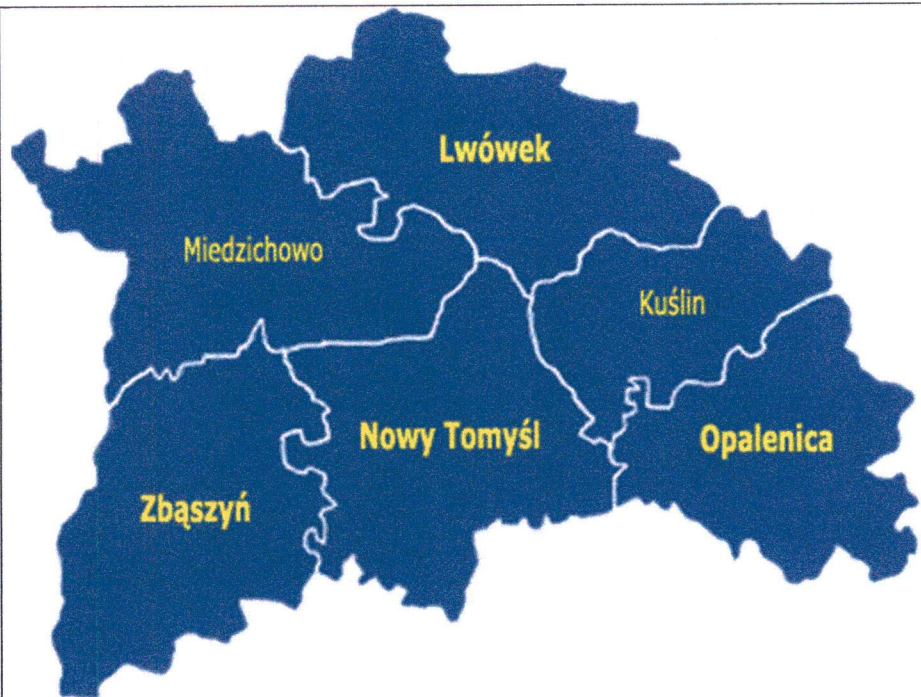 Lwówek
Miedzichowo
Kuślin
Nowy Tomyśl
Opalenica
Zbąszyń